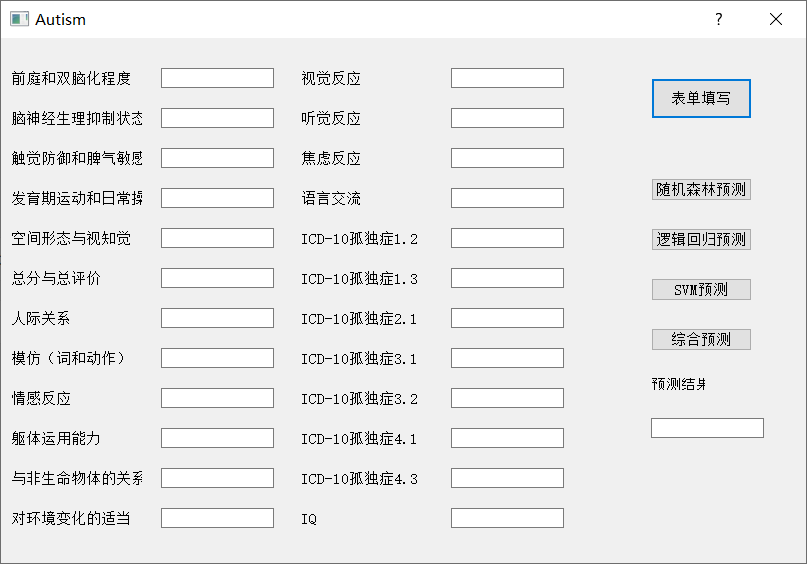 Autism
前庭和双脑化程度
视觉反应
表单填写
脑神经生理抑制状态
听觉反应
触觉防御和脾气敏感
焦虑反应
发育期运动和日常操
语言交流
随机森林预测
空间形态与视知觉
ICD-10孤独症1.2
逻辑回归预测
总分与总评价
ICD-10孤独症1.3
SVM预测
人际关系
ICD-10孤独症2.1
综合预测
模仿（词和动作）
ICD-10孤独症3.1
预测结
情感反应
ICD-10孤独症3.2
躯体运用能力
ICD-10孤独症4.1
与非生命物体的关系
ICD-10孤独症4.3
对环境变化的适当
IQ